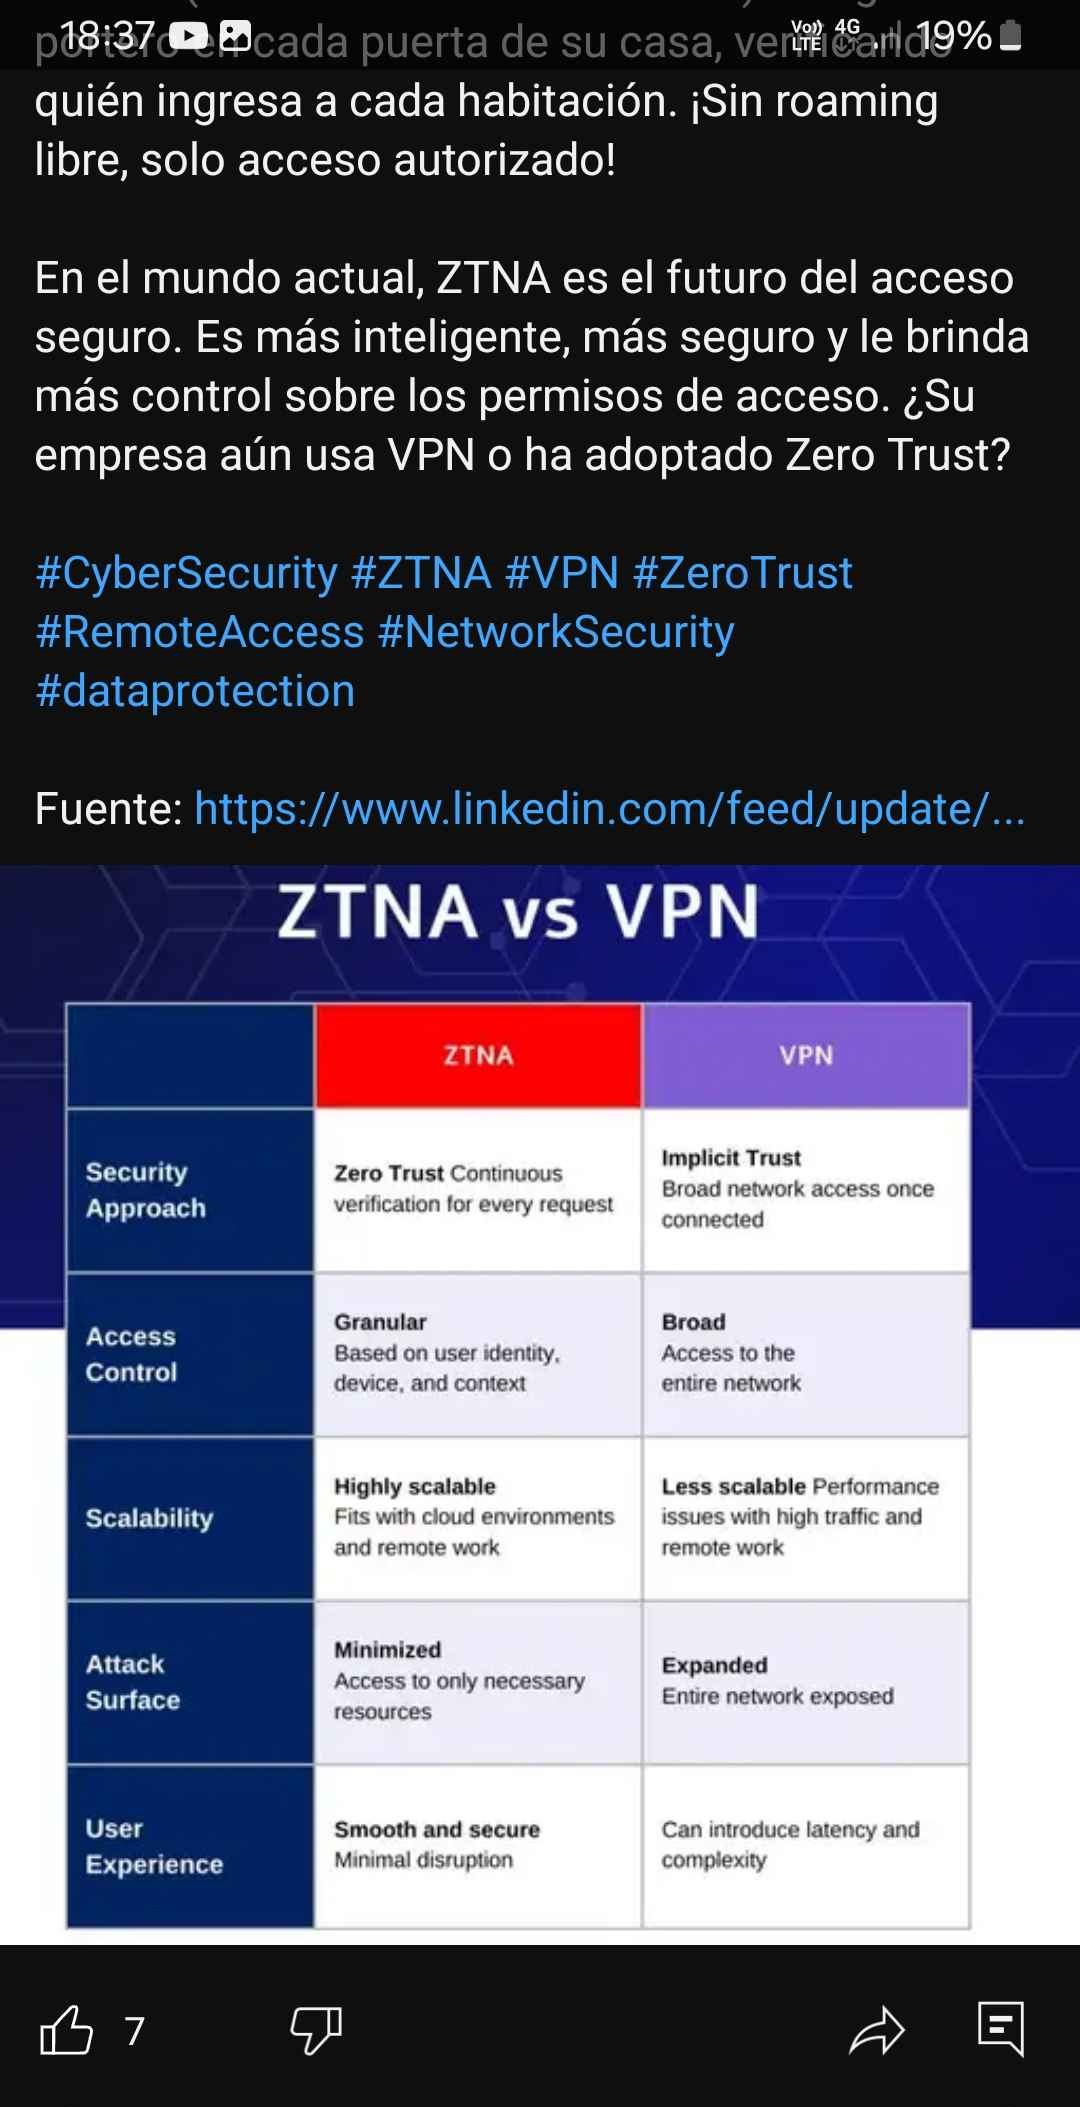 18:37
Vo)) LTE 4G 19%
portero en cada puerta de su casa, verificando
quién ingresa a cada habitación. ¡Sin roaming
libre, solo acceso autorizado!
En el mundo actual, ZTNA es el futuro del acceso
seguro. Es más inteligente, más seguro y le brinda
más control sobre los permisos de acceso. ¿Su
empresa aún usa VPN o ha adoptado Zero Trust?
#CyberSecurity #ZTNA #VPN #ZeroTrust
#RemoteAccess #NetworkSecurity
#dataprotection
Fuente: https://www.linkedin.com/feed/update/...
ZTNA vs VPN
ZTNA
VPN
Security
Approach
Zero Trust Continuous
verification for every request
Implicit Trust
Broad network access once
connected
Access
Control
Granular
Based on user identity,
device, and context
Broad
Access to the
entire network
Scalability
Highly scalable
Fits with cloud environments
and remote work
Less scalable Performance
issues with high traffic and
remote work
Attack
Surface
Minimized
Access to only necessary
resources
Expanded
Entire network exposed
User
Experience
Smooth and secure
Minimal disruption
Can introduce latency and
complexity
7